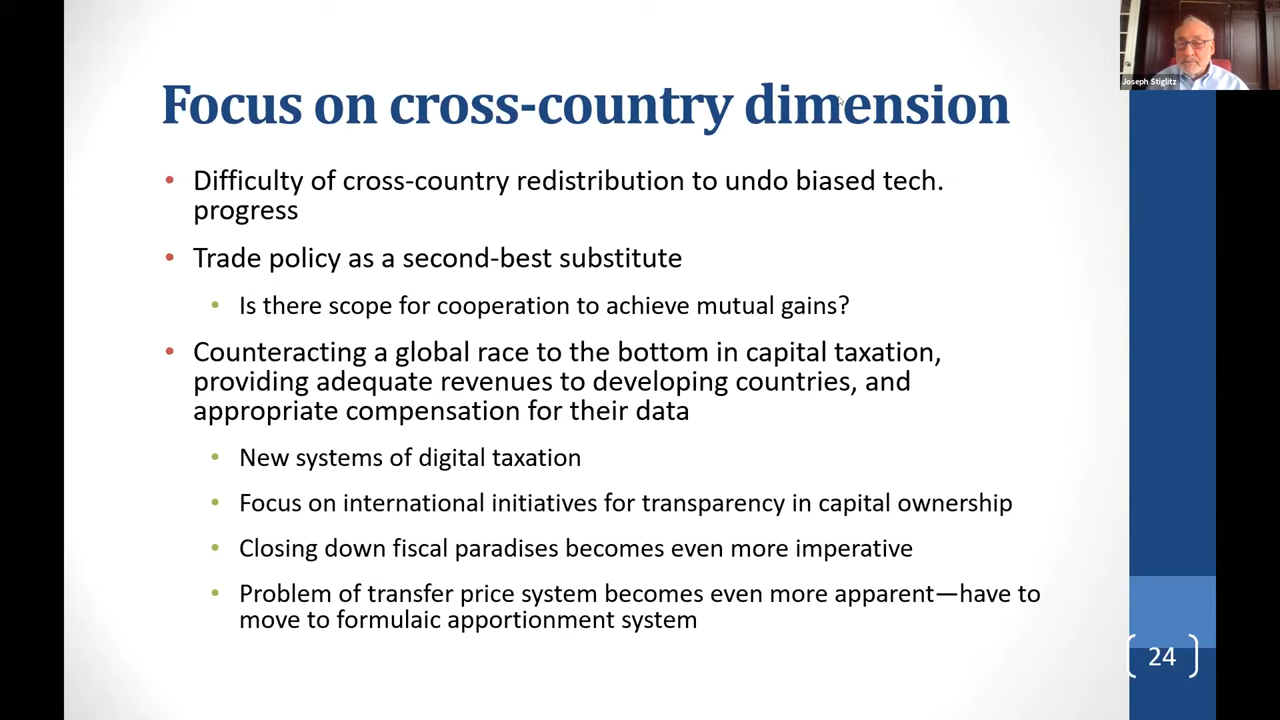 Joseph Stiglitz
Focus on cross-country dimension
• Difficulty of cross-country redistribution to undo biased tech.
progress
• Trade policy as a second-best substitute
• Is there scope for cooperation to achieve mutual gains?
• Counteracting a global race to the bottom in capital taxation,
providing adequate revenues to developing countries, and
appropriate compensation for their data
• New systems of digital taxation
• Focus on international initiatives for transparency in capital ownership
• Closing down fiscal paradises becomes even more imperative
• Problem of transfer price system becomes even more apparent—have to
move to formulaic apportionment system
24